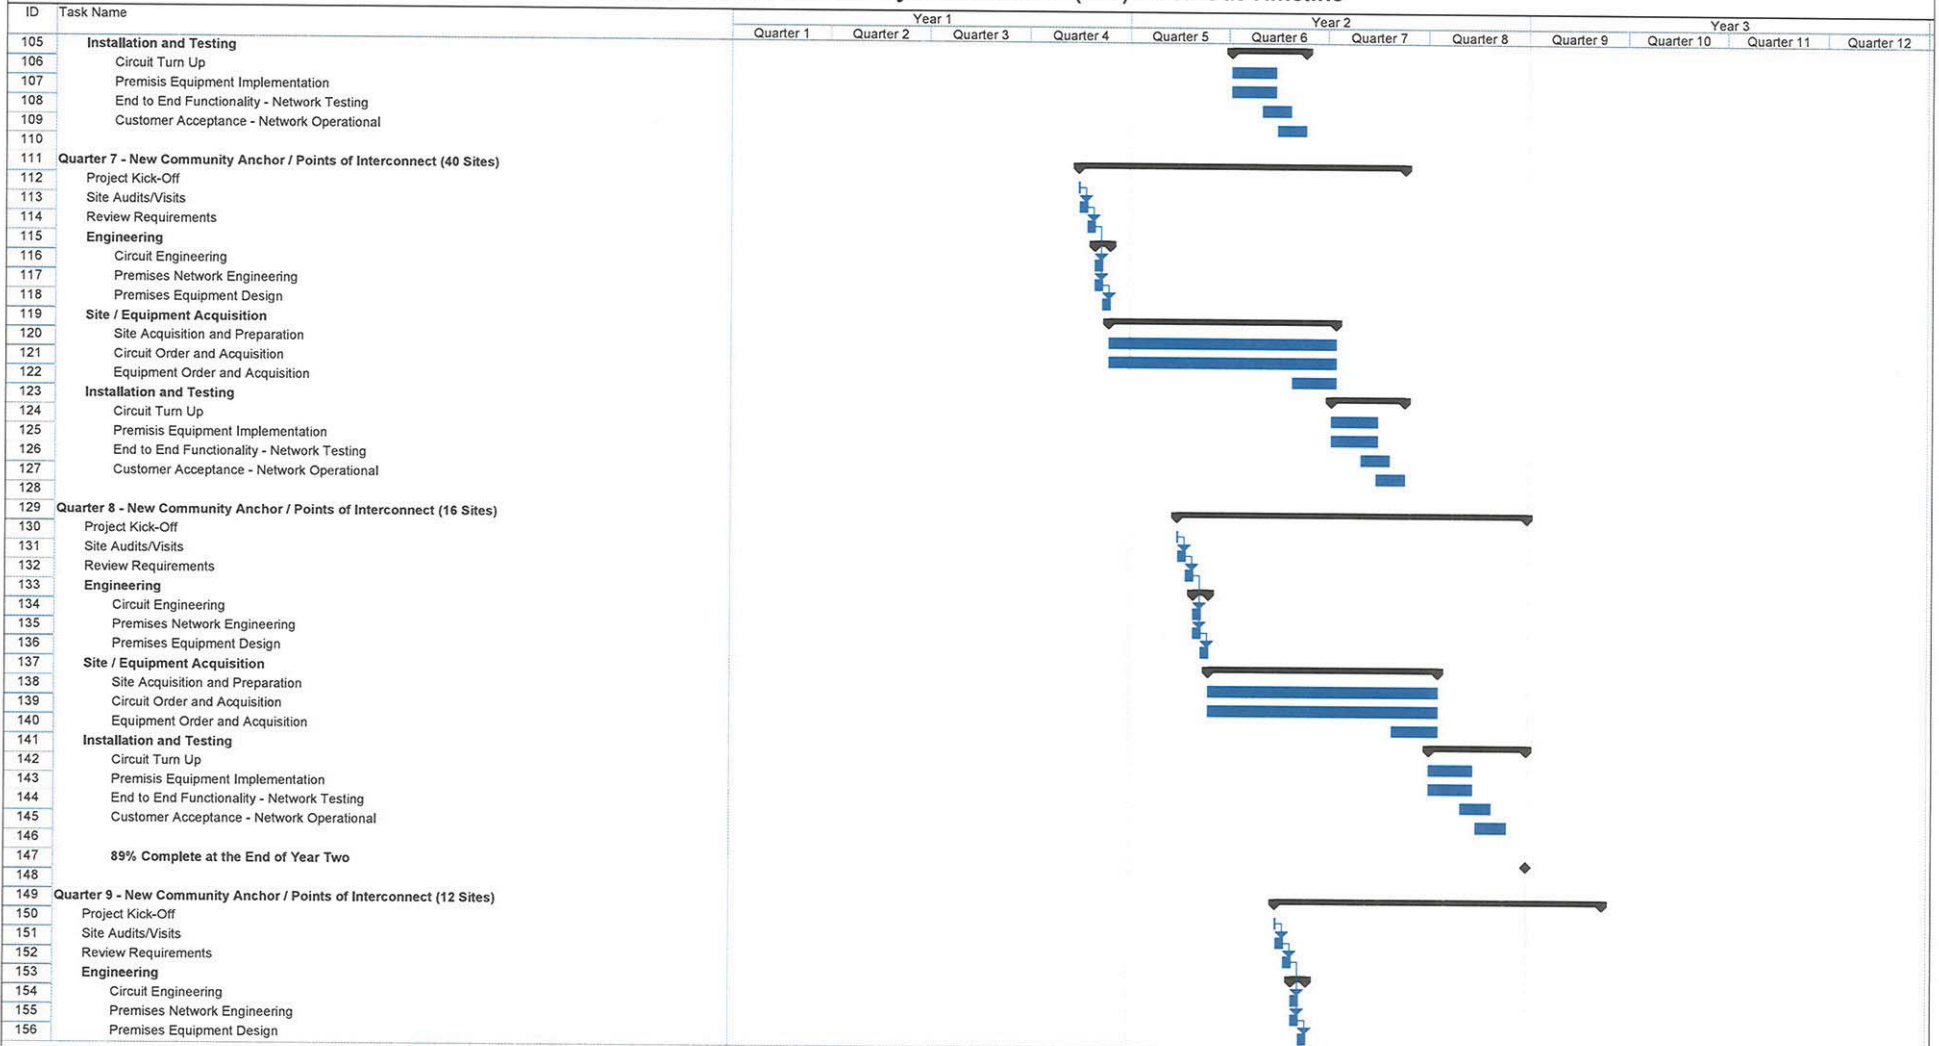 ID Task Name
Year 1 Year 2 Year 3
Quarter 1 Quarter 2 Quarter 3 Quarter 4 Quarter 5 Quarter 6 Quarter 7 Quarter 8 Quarter 9 Quarter 10 Quarter 11 Quarter 12
105 Installation and Testing
106 Circuit Turn Up
107 Premisis Equipment Implementation
108 End to End Functionality - Network Testing
109 Customer Acceptance - Network Operational
110
111 Quarter 7 - New Community Anchor / Points of Interconnect (40 Sites)
112 Project Kick-Off
113 Site Audits/Visits
114 Review Requirements
115 Engineering
116 Circuit Engineering
117 Premises Network Engineering
118 Premises Equipment Design
119 Site / Equipment Acquisition
120 Site Acquisition and Preparation
121 Circuit Order and Acquisition
122 Equipment Order and Acquisition
123 Installation and Testing
124 Circuit Turn Up
125 Premisis Equipment Implementation
126 End to End Functionality - Network Testing
127 Customer Acceptance - Network Operational
128
129 Quarter 8 - New Community Anchor / Points of Interconnect (16 Sites)
130 Project Kick-Off
131 Site Audits/Visits
132 Review Requirements
133 Engineering
134 Circuit Engineering
135 Premises Network Engineering
136 Premises Equipment Design
137 Site / Equipment Acquisition
138 Site Acquisition and Preparation
139 Circuit Order and Acquisition
140 Equipment Order and Acquisition
141 Installation and Testing
142 Circuit Turn Up
143 Premisis Equipment Implementation
144 End to End Functionality - Network Testing
145 Customer Acceptance - Network Operational
146
147 89% Complete at the End of Year Two
148
149 Quarter 9 - New Community Anchor / Points of Interconnect (12 Sites)
150 Project Kick-Off
151 Site Audits/Visits
152 Review Requirements
153 Engineering
154 Circuit Engineering
155 Premises Network Engineering
156 Premises Equipment Design